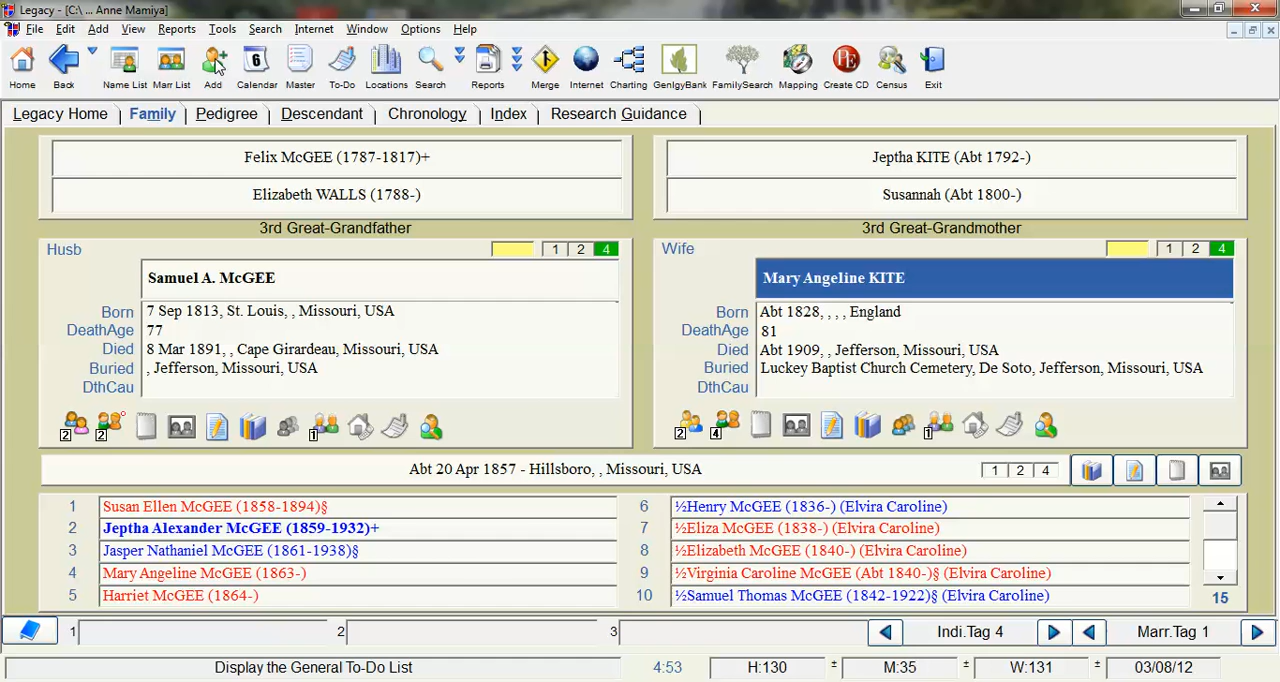 Legacy - [C:\ ... Anne Mamiya]
File Edit Add View Reports Tools Search Internet Window Options Help
6
Home Back Name List Marr List Add Calendar Master To-Do Locations Search Reports Merge Internet Charting GenlgyBank FamilySearch Mapping Create CD Census Exit
Legacy Home Family Pedigree Descendant Chronology Index Research Guidance
Felix McGEE (1787-1817)+
Elizabeth WALLS (1788-)
Jeptha KITE (Abt 1792-)
Susannah (Abt 1800-)
3rd Great-Grandfather
3rd Great-Grandmother
Husb 1 2 4
Samuel A. McGEE
Born 7 Sep 1813, St. Louis, , Missouri, USA
DeathAge 77
Died 8 Mar 1891, , Cape Girardeau, Missouri, USA
Buried , Jefferson, Missouri, USA
DthCau
2 2 1
Wife 1 2 4
Mary Angeline KITE
Born Abt 1828, , , , England
DeathAge 81
Died Abt 1909, , Jefferson, Missouri, USA
Buried Luckey Baptist Church Cemetery, De Soto, Jefferson, Missouri, USA
DthCau
2 4 1
Abt 20 Apr 1857 - Hillsboro, , Missouri, USA 1 2 4
1 Susan Ellen McGEE (1858-1894)§
2 Jeptha Alexander McGEE (1859-1932)+
3 Jasper Nathaniel McGEE (1861-1938)§
4 Mary Angeline McGEE (1863-)
5 Harriet McGEE (1864-)
6 ½Henry McGEE (1836-) (Elvira Caroline)
7 ½Eliza McGEE (1838-) (Elvira Caroline)
8 ½Elizabeth McGEE (1840-) (Elvira Caroline)
9 ½Virginia Caroline McGEE (Abt 1840-)§ (Elvira Caroline)
10 ½Samuel Thomas McGEE (1842-1922)§ (Elvira Caroline)
15
1 2 3 Indi.Tag 4 Marr.Tag 1
Display the General To-Do List 4:53 H:130 ± M:35 ± W:131 ± 03/08/12